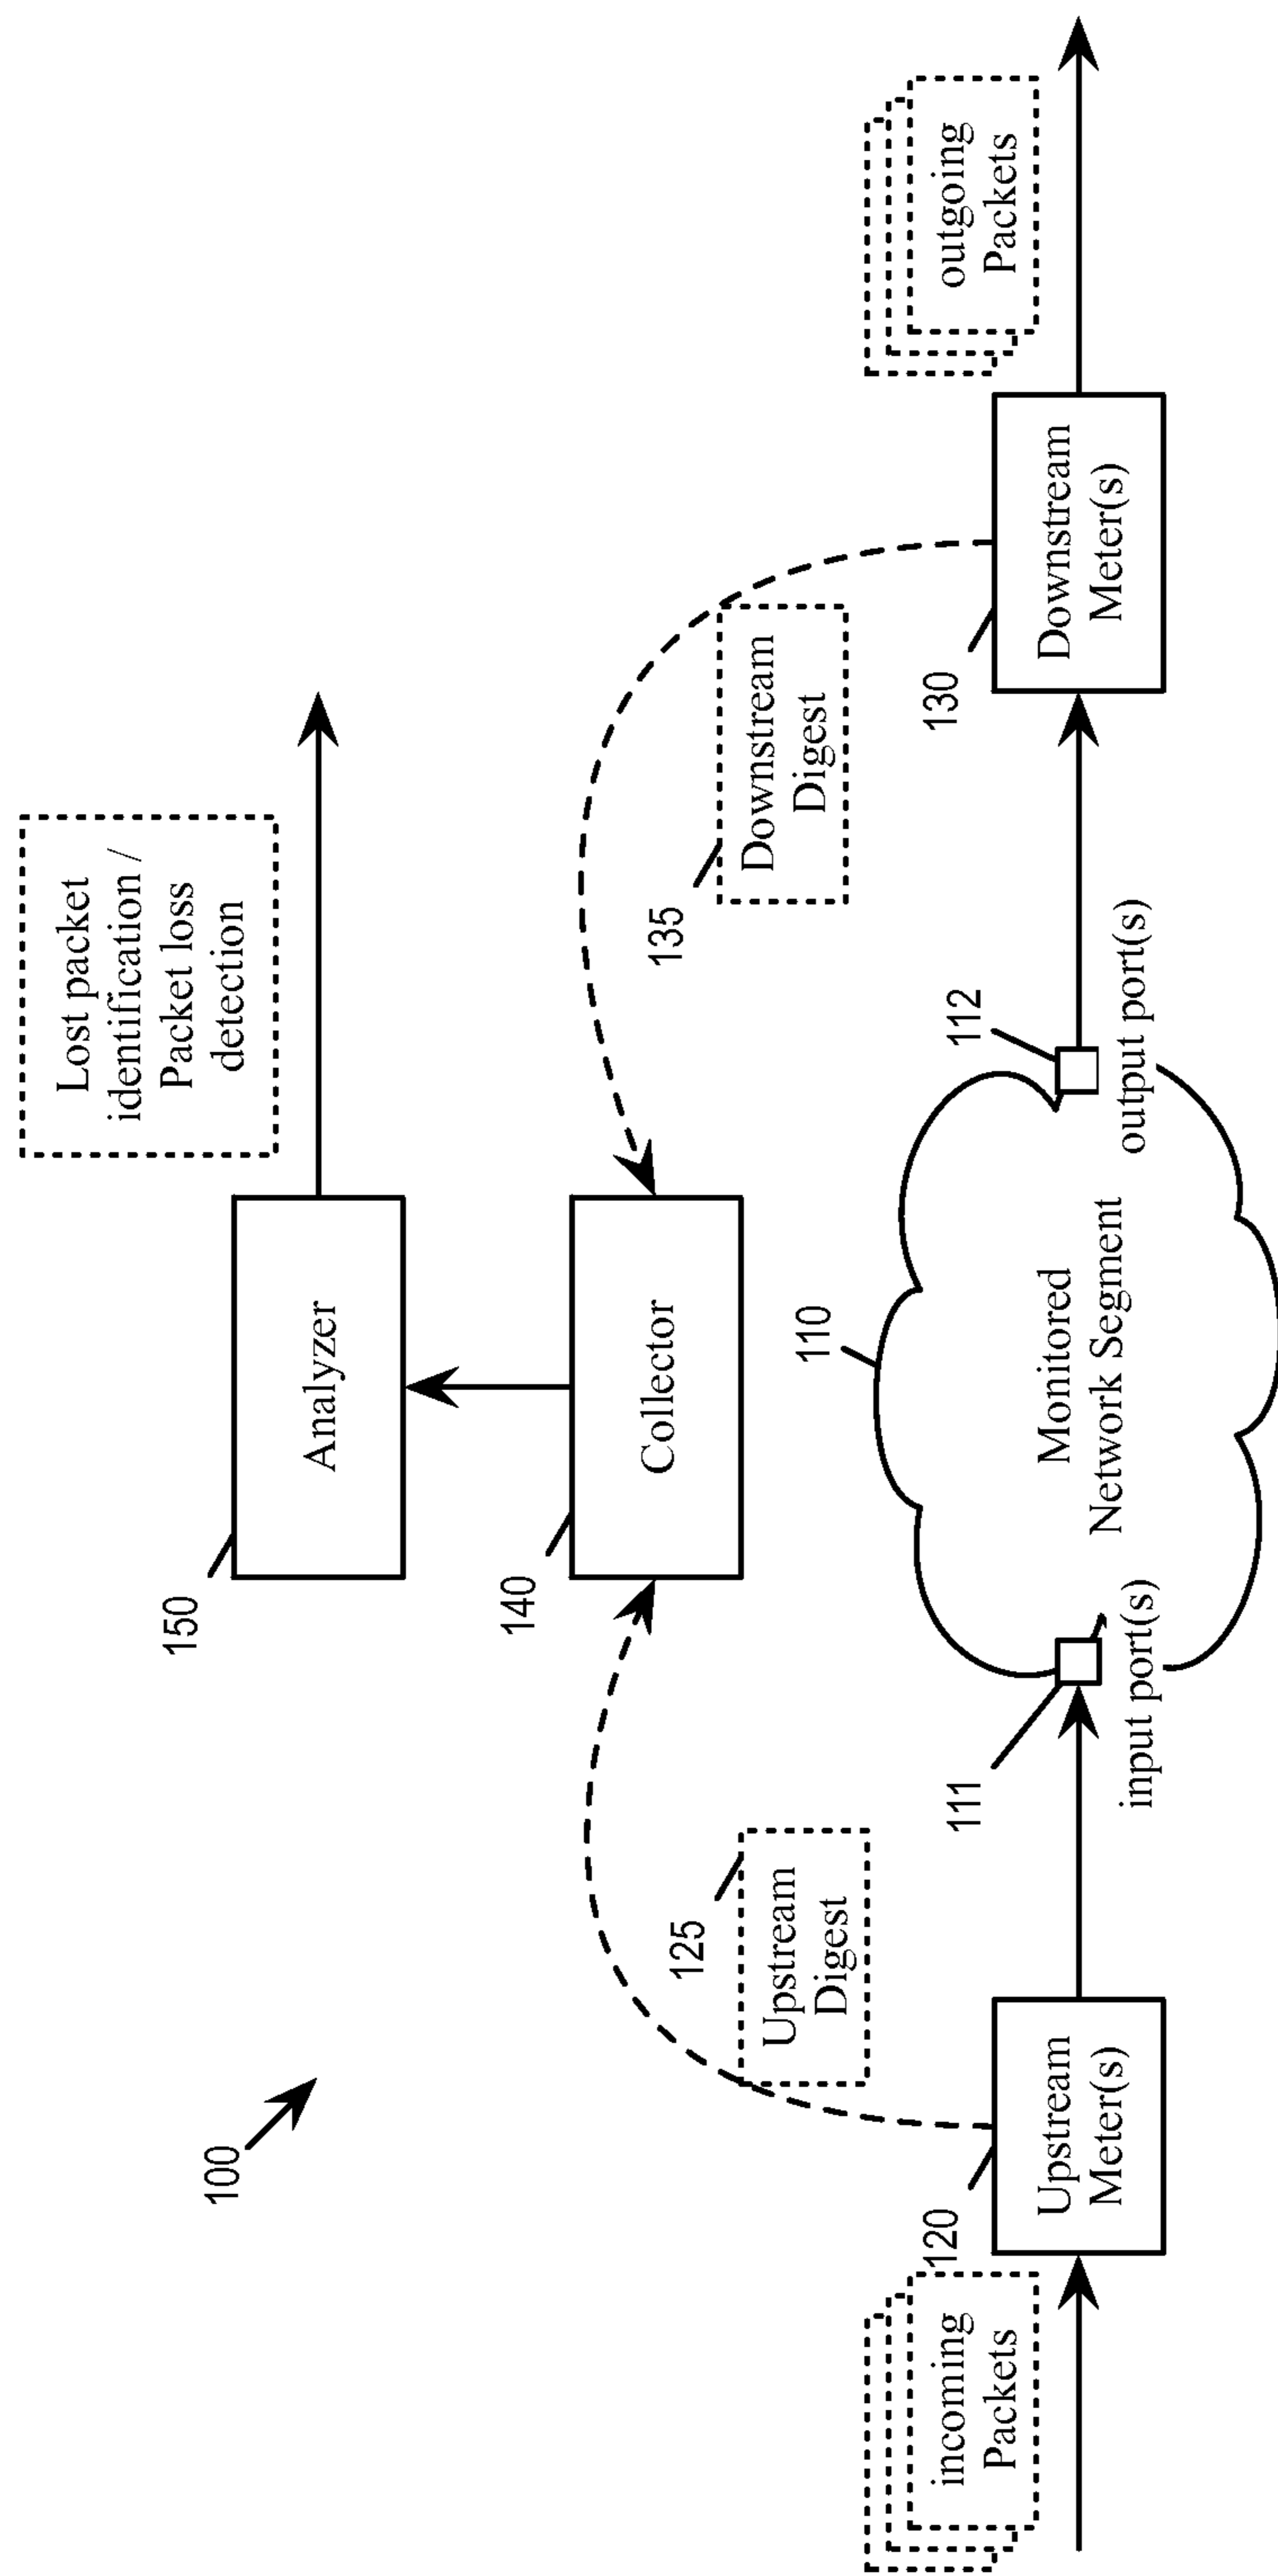 100
Lost packet
identification /
Packet loss
detection
150
Analyzer
140
Collector
125
Upstream
Digest
135
Downstream
Digest
110
Monitored
Network Segment
111
input port(s)
112
output port(s)
incoming
Packets
120
Upstream
Meter(s)
130
Downstream
Meter(s)
outgoing
Packets